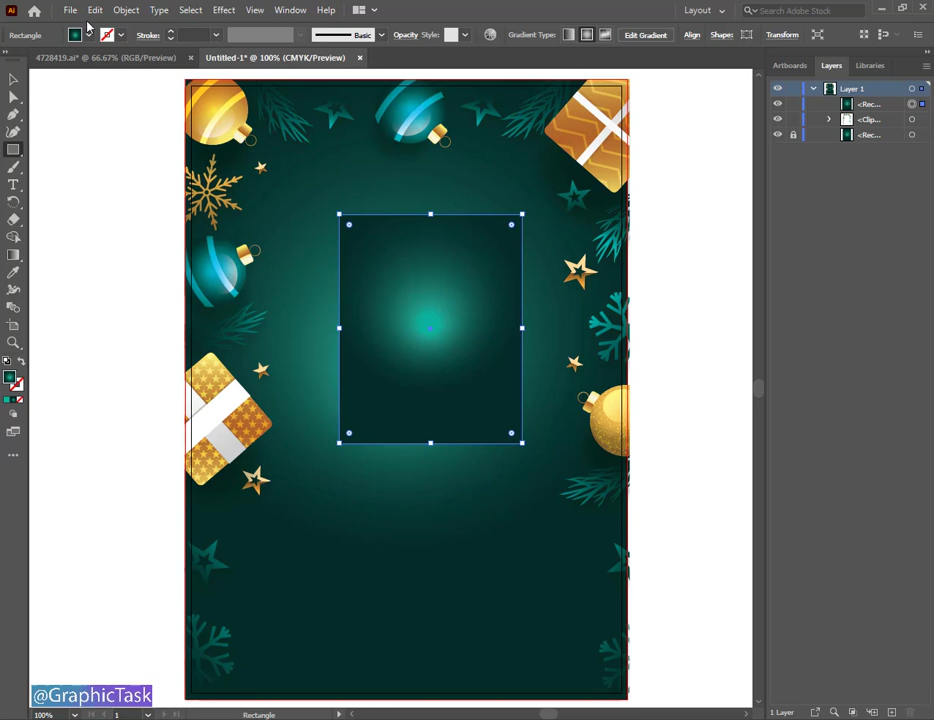 Ai File Edit Object Type Select Effect View Window Help Layout Search Adobe Stock
Rectangle Stroke: Basic Opacity Style: Gradient Type: Edit Gradient Align Shape: Transform
4728419.ai* @ 66.67% (RGB/Preview) × Untitled-1* @ 100% (CMYK/Preview) ×
Artboards Layers Libraries
Layer 1
<Rec...
<Clip...
<Rec...
@GraphicTask
100% 1 Rectangle 1 Layer